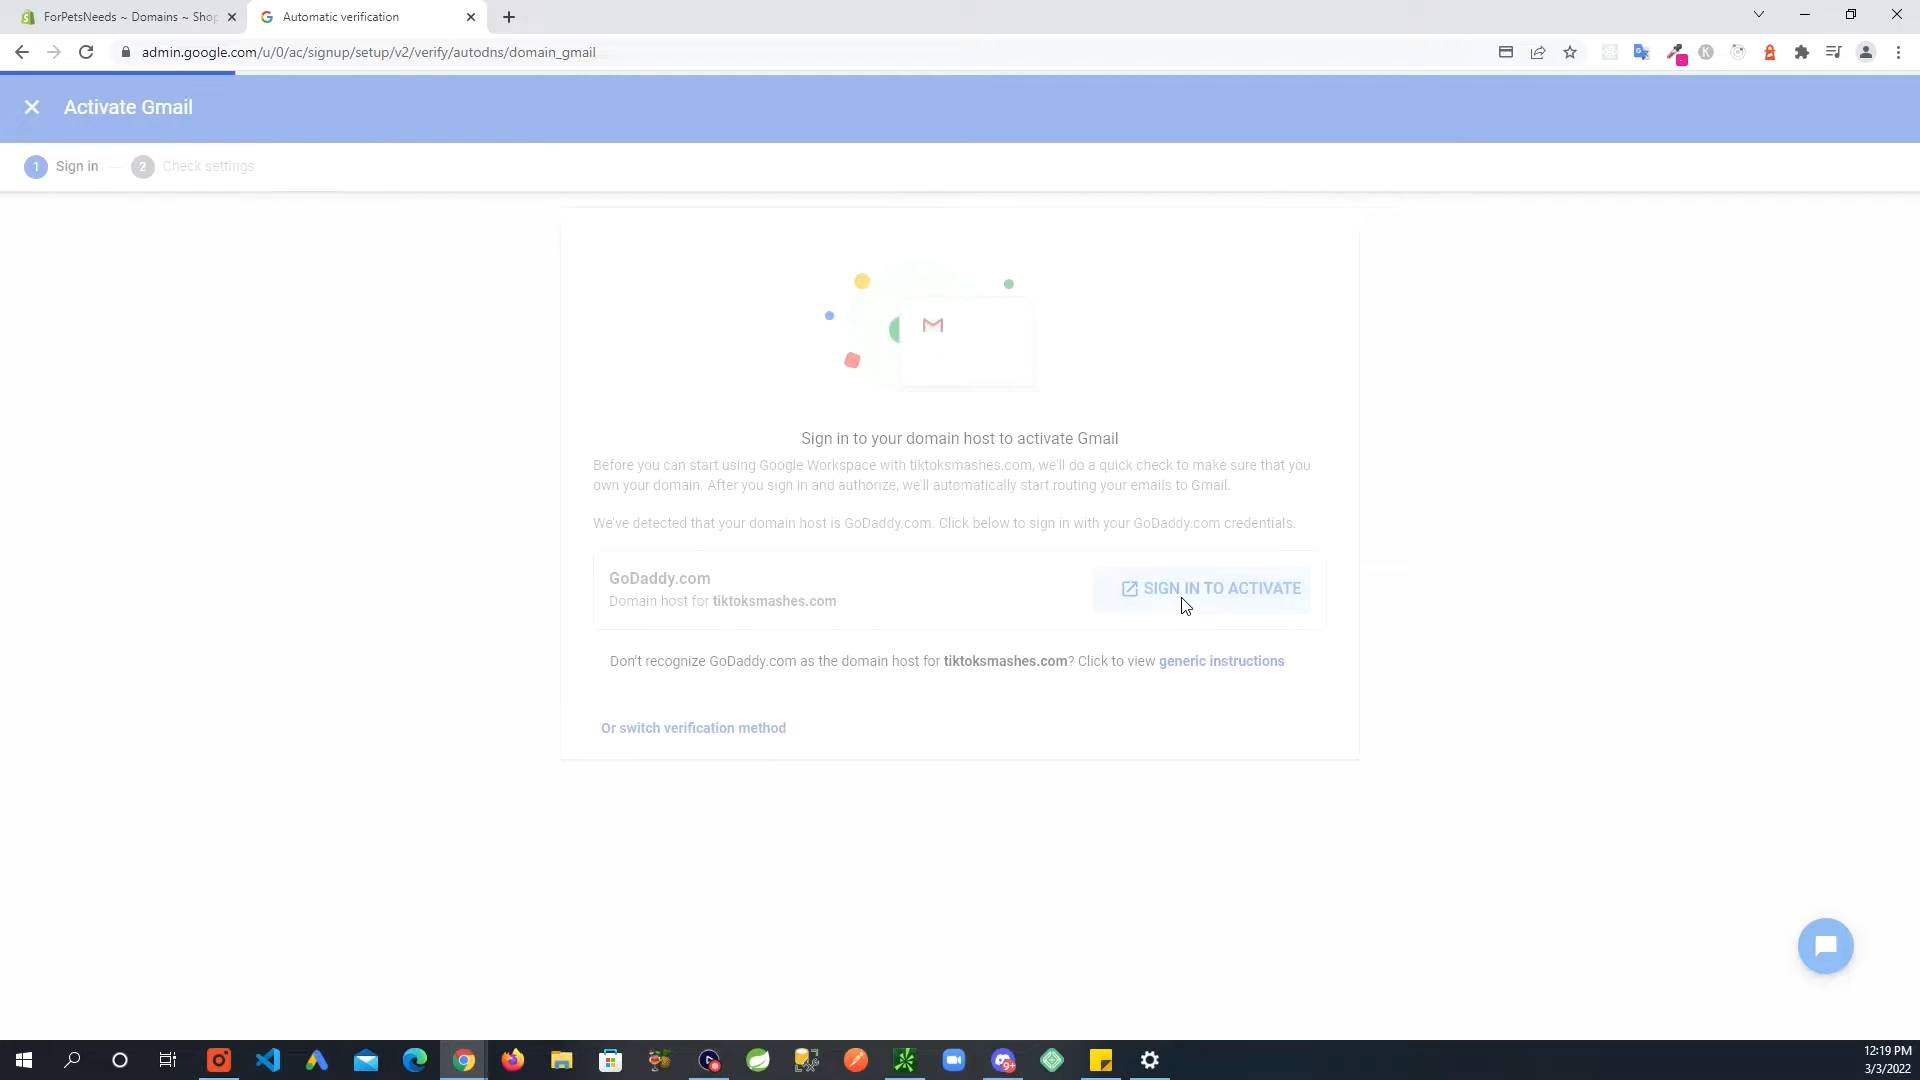 ForPetsNeeds ~ Domains ~ Shop
Automatic verification
admin.google.com/u/0/ac/signup/setup/v2/verify/autodns/domain_gmail
Activate Gmail
1 Sign in
2 Check settings
Sign in to your domain host to activate Gmail
Before you can start using Google Workspace with tiktoksmashes.com, we'll do a quick check to make sure that you
own your domain. After you sign in and authorize, we'll automatically start routing your emails to Gmail.
We've detected that your domain host is GoDaddy.com. Click below to sign in with your GoDaddy.com credentials.
GoDaddy.com
Domain host for tiktoksmashes.com
SIGN IN TO ACTIVATE
Don't recognize GoDaddy.com as the domain host for tiktoksmashes.com? Click to view generic instructions
Or switch verification method
9+
12:19 PM
3/3/2022